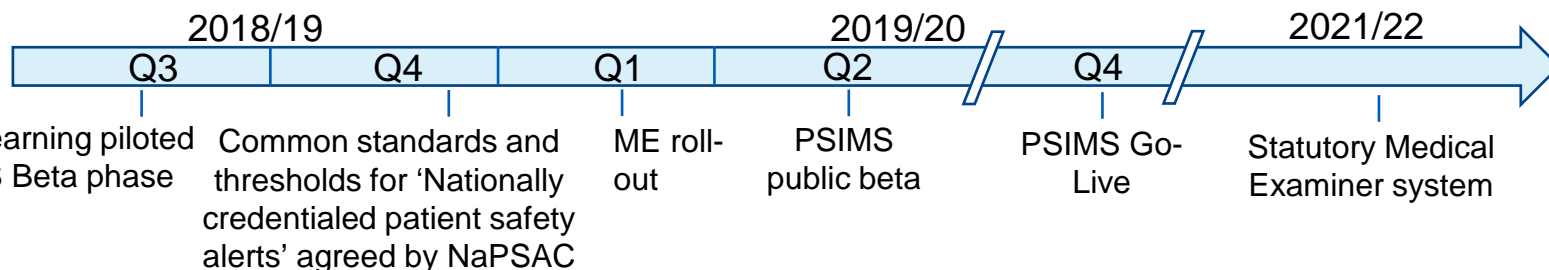 2018/19 2019/20 2021/22
Q3 Q4 Q1 Q2 Q4
piloted
Beta phase
Common standards and
thresholds for ‘Nationally
credentialed patient safety
alerts’ agreed by NaPSAC
ME roll-
out
PSIMS
public beta
PSIMS Go-
Live
Statutory Medical
Examiner system